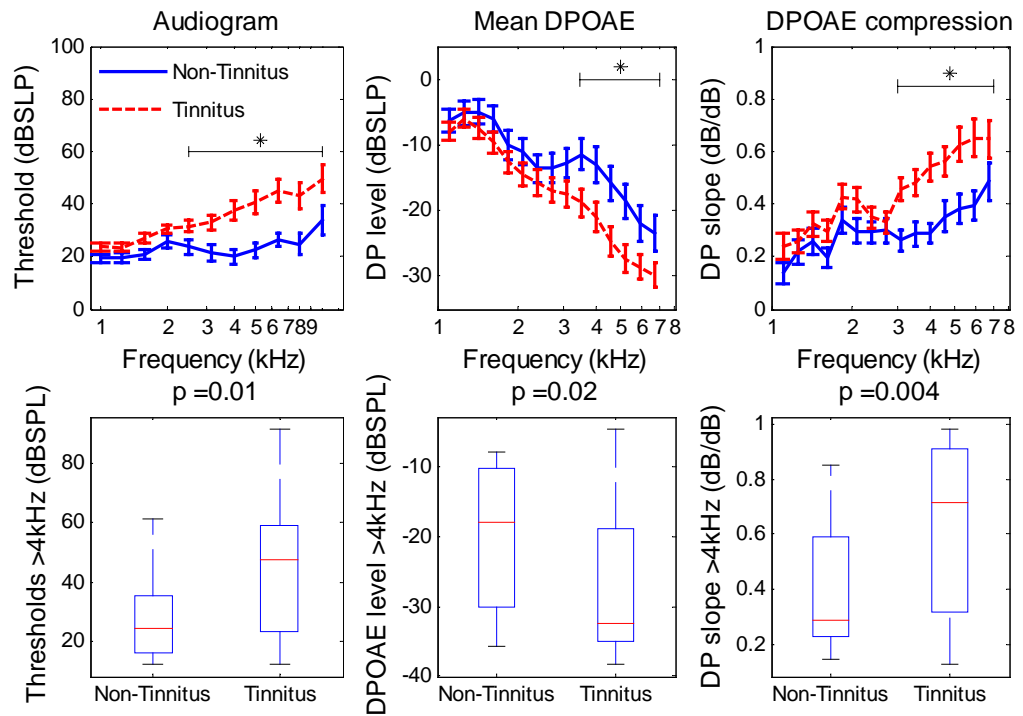 Audiogram
Threshold (dBSLP)
100
80
60
40
20
0
Non-Tinnitus
Tinnitus
*
1 2 3 4 5 6 7 8 9
Frequency (kHz)
Mean DPOAE
DP level (dBSLP)
0
-10
-20
-30
*
1 2 3 4 5 6 7 8
Frequency (kHz)
DPOAE compression
DP slope (dB/dB)
1
0.8
0.6
0.4
0.2
0
*
1 2 3 4 5 6 7 8
Frequency (kHz)
p =0.01
Thresholds >4kHz (dBSPL)
80
60
40
20
Non-Tinnitus Tinnitus
p =0.02
DPOAE level >4kHz (dBSPL)
-10
-20
-30
-40
Non-Tinnitus Tinnitus
p =0.004
DP slope >4kHz (dB/dB)
1
0.8
0.6
0.4
0.2
Non-Tinnitus Tinnitus